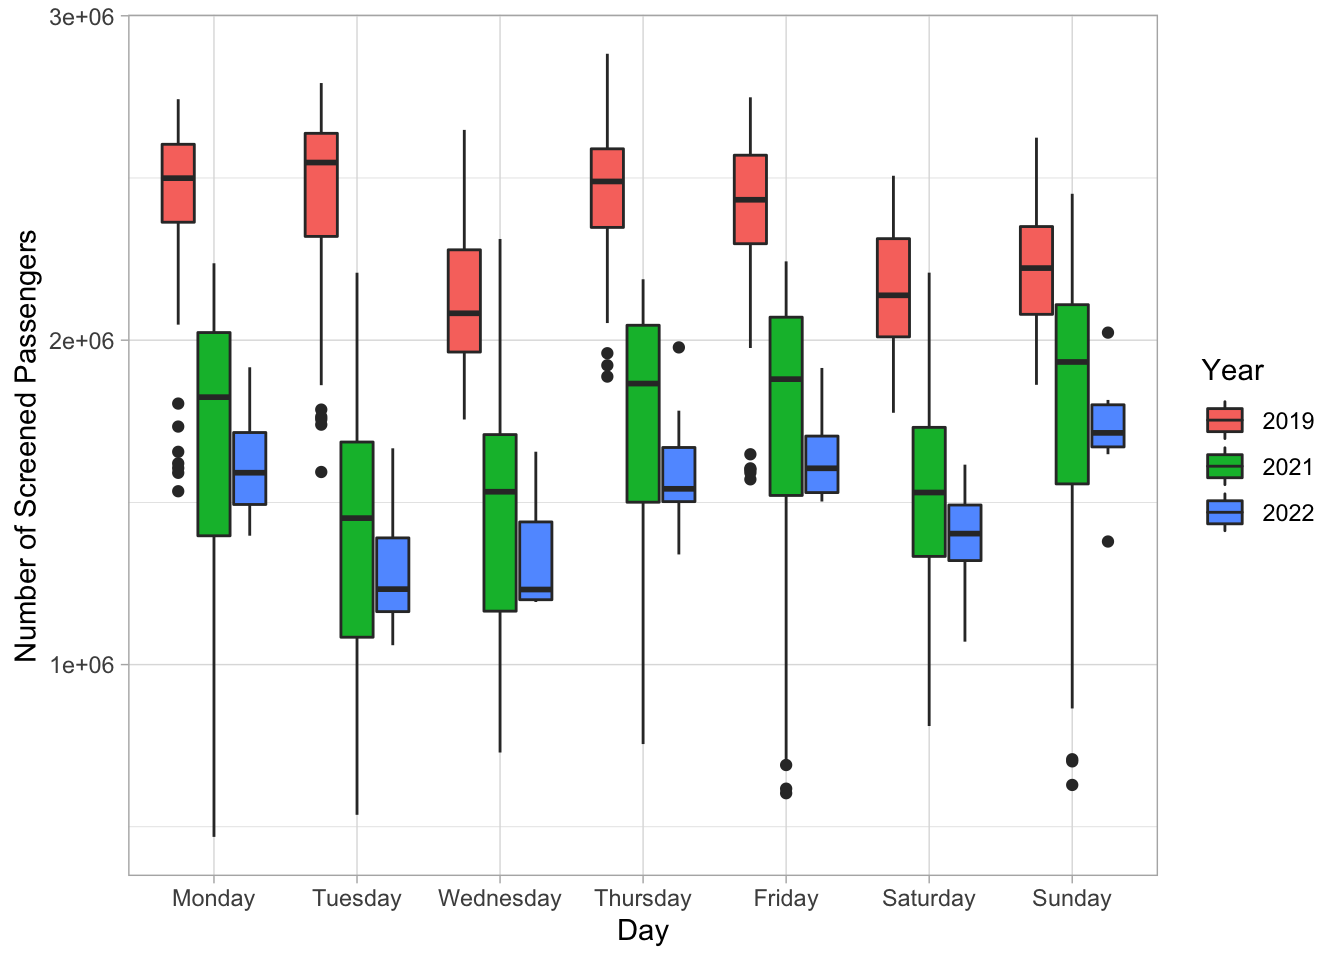 3e+06
2e+06
1e+06
Number of Screened Passengers
Monday Tuesday Wednesday Thursday Friday Saturday Sunday
Day
Year
2019
2021
2022